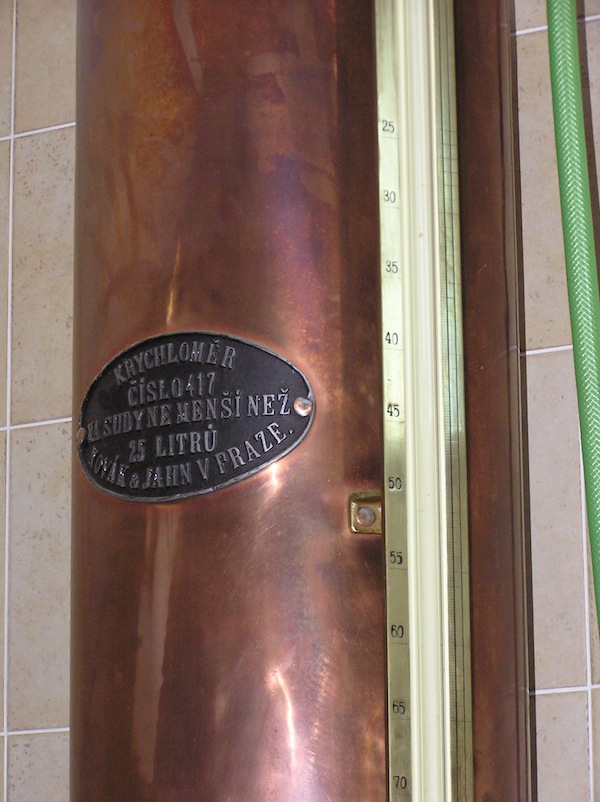 KRYCHLOMĚR
ČÍSLO 417
NA SUDY NE MENŠÍ NEŽ
25 LITRŮ
NOVÁK & JAHN V PRAZE.
25
30
35
40
45
50
55
60
65
70